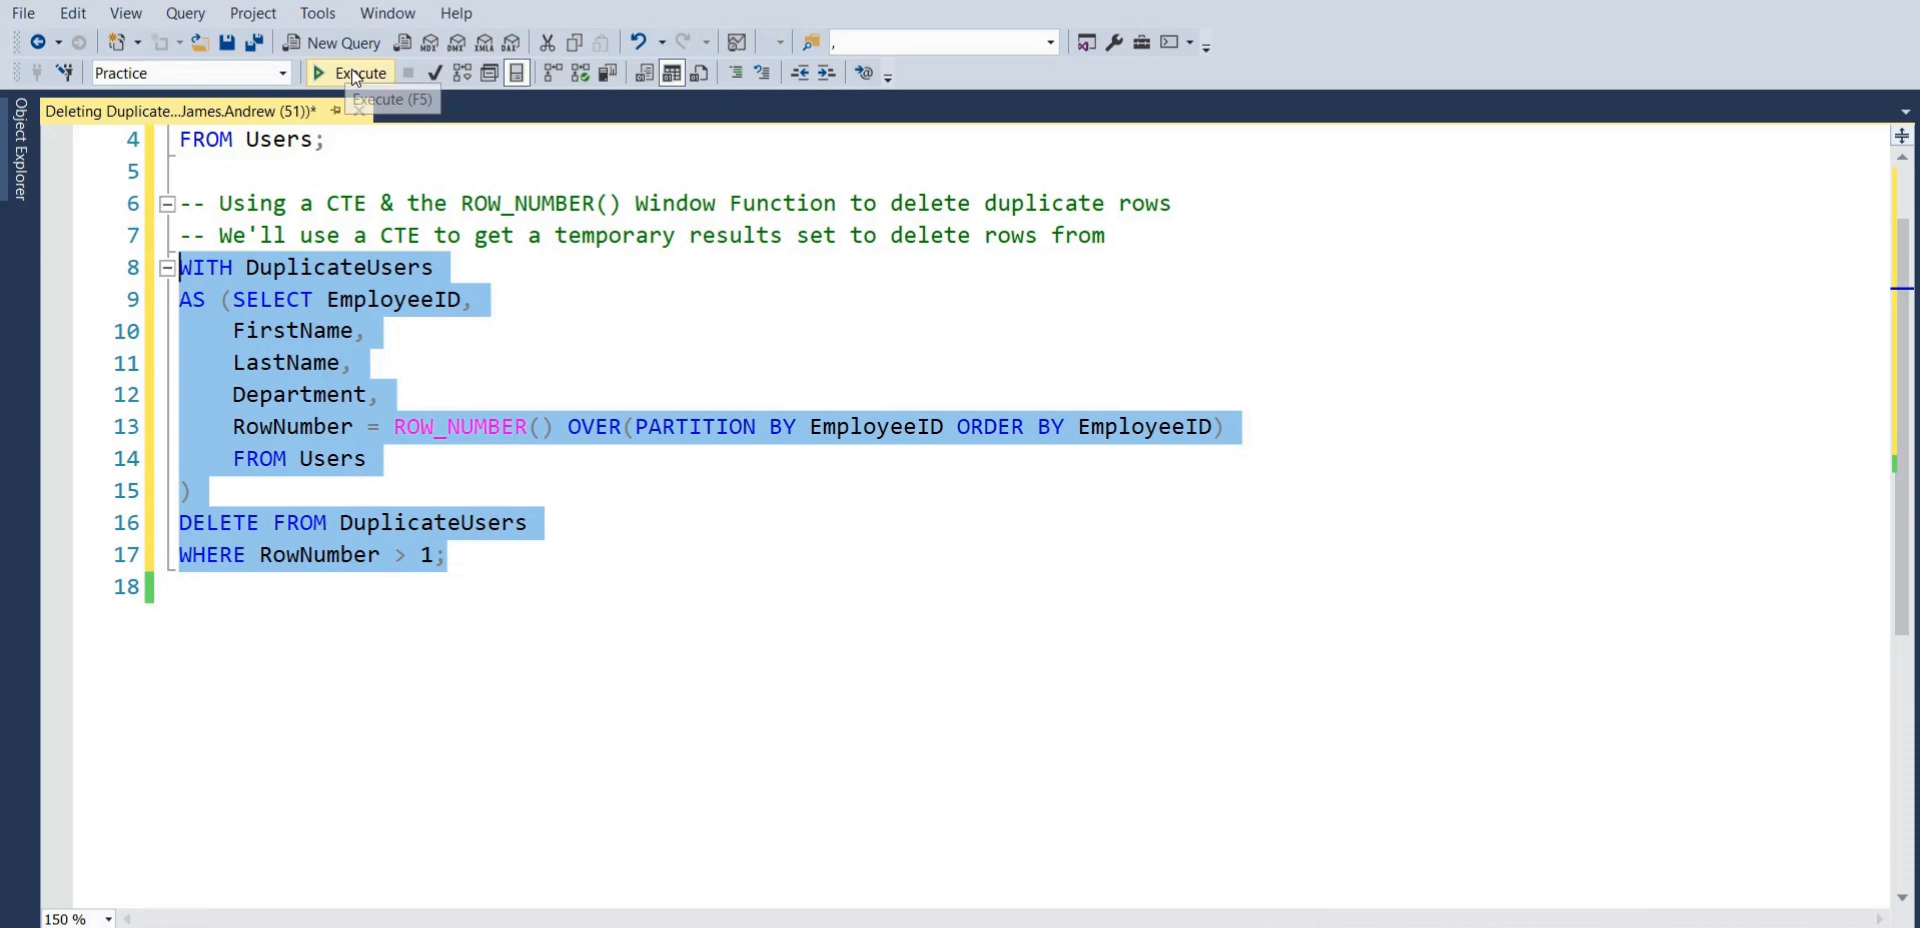 File Edit View Query Project Tools Window Help
New Query MDX DMX XMLA DAX ,
Practice Execute
Execute (F5)
Deleting Duplicate...James.Andrew (51))*
Object Explorer
4 FROM Users;
5
6 -- Using a CTE & the ROW_NUMBER() Window Function to delete duplicate rows
7 -- We'll use a CTE to get a temporary results set to delete rows from
8 WITH DuplicateUsers
9 AS (SELECT EmployeeID,
10 FirstName,
11 LastName,
12 Department,
13 RowNumber = ROW_NUMBER() OVER(PARTITION BY EmployeeID ORDER BY EmployeeID)
14 FROM Users
15 )
16 DELETE FROM DuplicateUsers
17 WHERE RowNumber > 1;
18
150 %